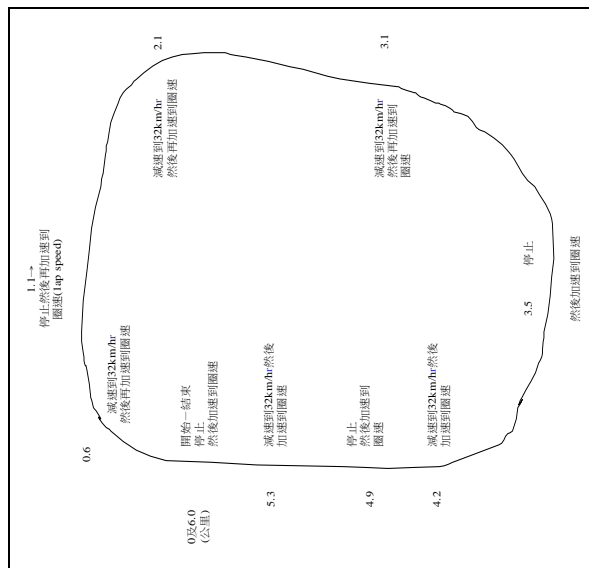 1.1→
停止然後再加速到
圈速(1ap speed)
0.6
減速到32km/hr
然後再加速到圈速
0及6.0
(公里)
開始－結束
停止
然後加速到圈速
5.3
減速到32km/hr然後
加速到圈速
4.9
停止
然後加速到
圈速
4.2
減速到32km/hr然後
加速到圈速
3.5
停止
然後加速到圈速
3.1
減速到32km/hr
然後再加速到
圈速
2.1
減速到32km/hr
然後再加速到圈速